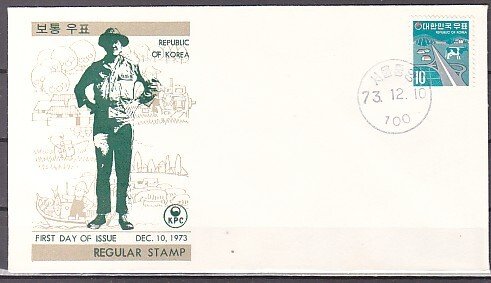 보통우표
REPUBLIC
OF KOREA
KPC
FIRST DAY OF ISSUE DEC. 10, 1973
REGULAR STAMP
대한민국우표
REPUBLIC OF KOREA
10
73. 12. 10
100